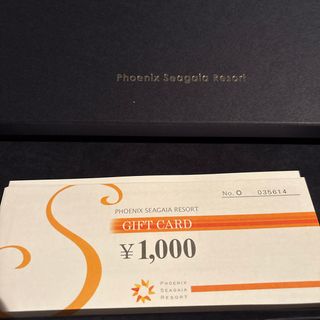 Phoenix Seagaia Resort
No. O 035614
PHOENIX SEAGAIA RESORT
GIFT CARD
¥1,000
PHOENIX
SEAGAIA
RESORT